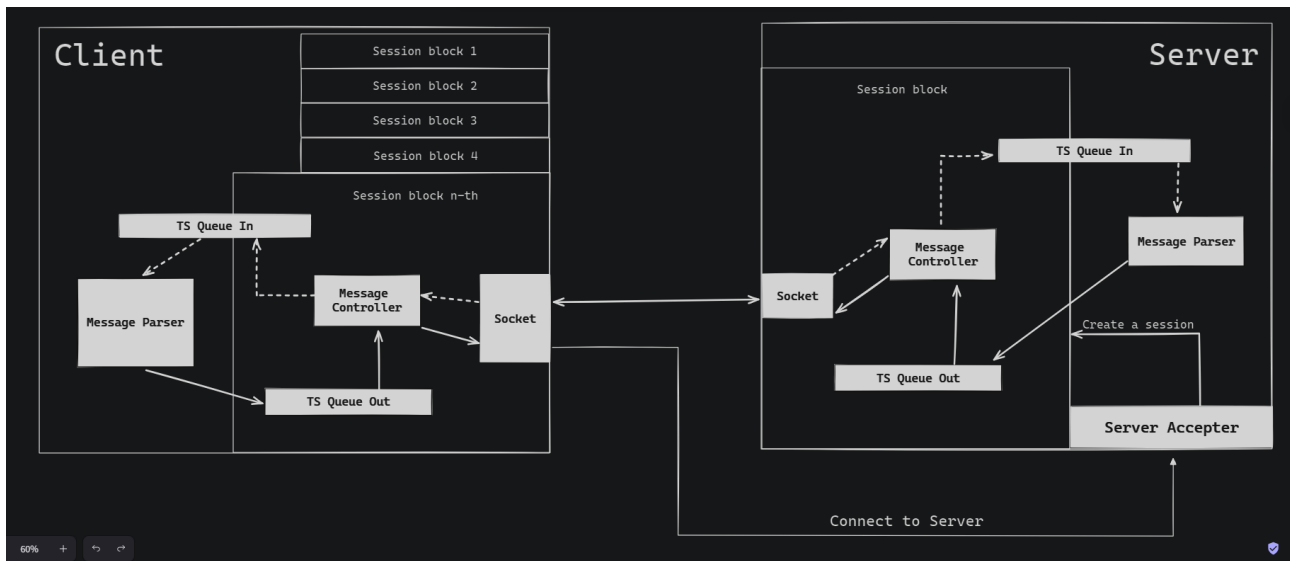 Client
Session block 1
Session block 2
Session block 3
Session block 4
Session block n-th
TS Queue In
Message Parser
Message
Controller
Socket
TS Queue Out
Server
Session block
TS Queue In
Message
Controller
Message Parser
Socket
Create a session
TS Queue Out
Server Accepter
Connect to Server
60%